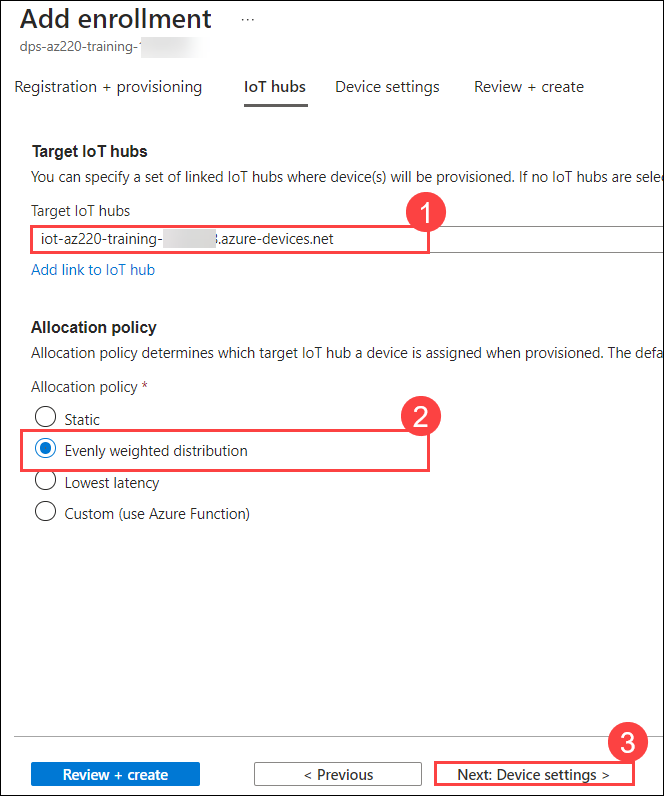 Add enrollment ...
dps-az220-training-
Registration + provisioning IoT hubs Device settings Review + create
Target IoT hubs
You can specify a set of linked IoT hubs where device(s) will be provisioned. If no IoT hubs are sele
Target IoT hubs
1
iot-az220-training- .azure-devices.net
Add link to IoT hub
Allocation policy
Allocation policy determines which target IoT hub a device is assigned when provisioned. The defa
Allocation policy *
Static
2
Evenly weighted distribution
Lowest latency
Custom (use Azure Function)
3
Review + create < Previous Next: Device settings >